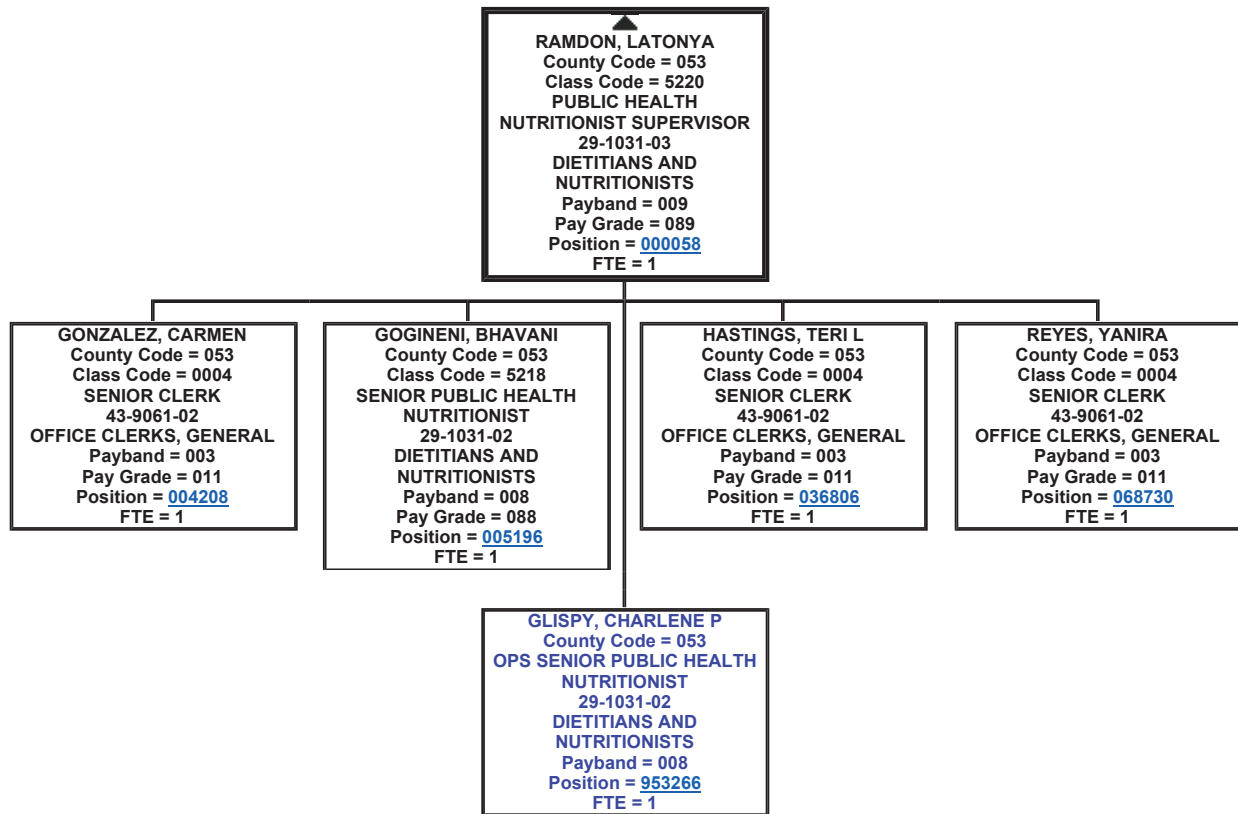 RAMDON, LATONYA
County Code = 053
Class Code = 5220
PUBLIC HEALTH
NUTRITIONIST SUPERVISOR
29-1031-03
DIETITIANS AND
NUTRITIONISTS
Payband = 009
Pay Grade = 089
Position = 000058
FTE = 1
GONZALEZ, CARMEN
County Code = 053
Class Code = 0004
SENIOR CLERK
43-9061-02
OFFICE CLERKS, GENERAL
Payband = 003
Pay Grade = 011
Position = 004208
FTE = 1
GOGINENI, BHAVANI
County Code = 053
Class Code = 5218
SENIOR PUBLIC HEALTH
NUTRITIONIST
29-1031-02
DIETITIANS AND
NUTRITIONISTS
Payband = 008
Pay Grade = 088
Position = 005196
FTE = 1
HASTINGS, TERI L
County Code = 053
Class Code = 0004
SENIOR CLERK
43-9061-02
OFFICE CLERKS, GENERAL
Payband = 003
Pay Grade = 011
Position = 036806
FTE = 1
REYES, YANIRA
County Code = 053
Class Code = 0004
SENIOR CLERK
43-9061-02
OFFICE CLERKS, GENERAL
Payband = 003
Pay Grade = 011
Position = 068730
FTE = 1
GLISPY, CHARLENE P
County Code = 053
OPS SENIOR PUBLIC HEALTH
NUTRITIONIST
29-1031-02
DIETITIANS AND
NUTRITIONISTS
Payband = 008
Position = 953266
FTE = 1